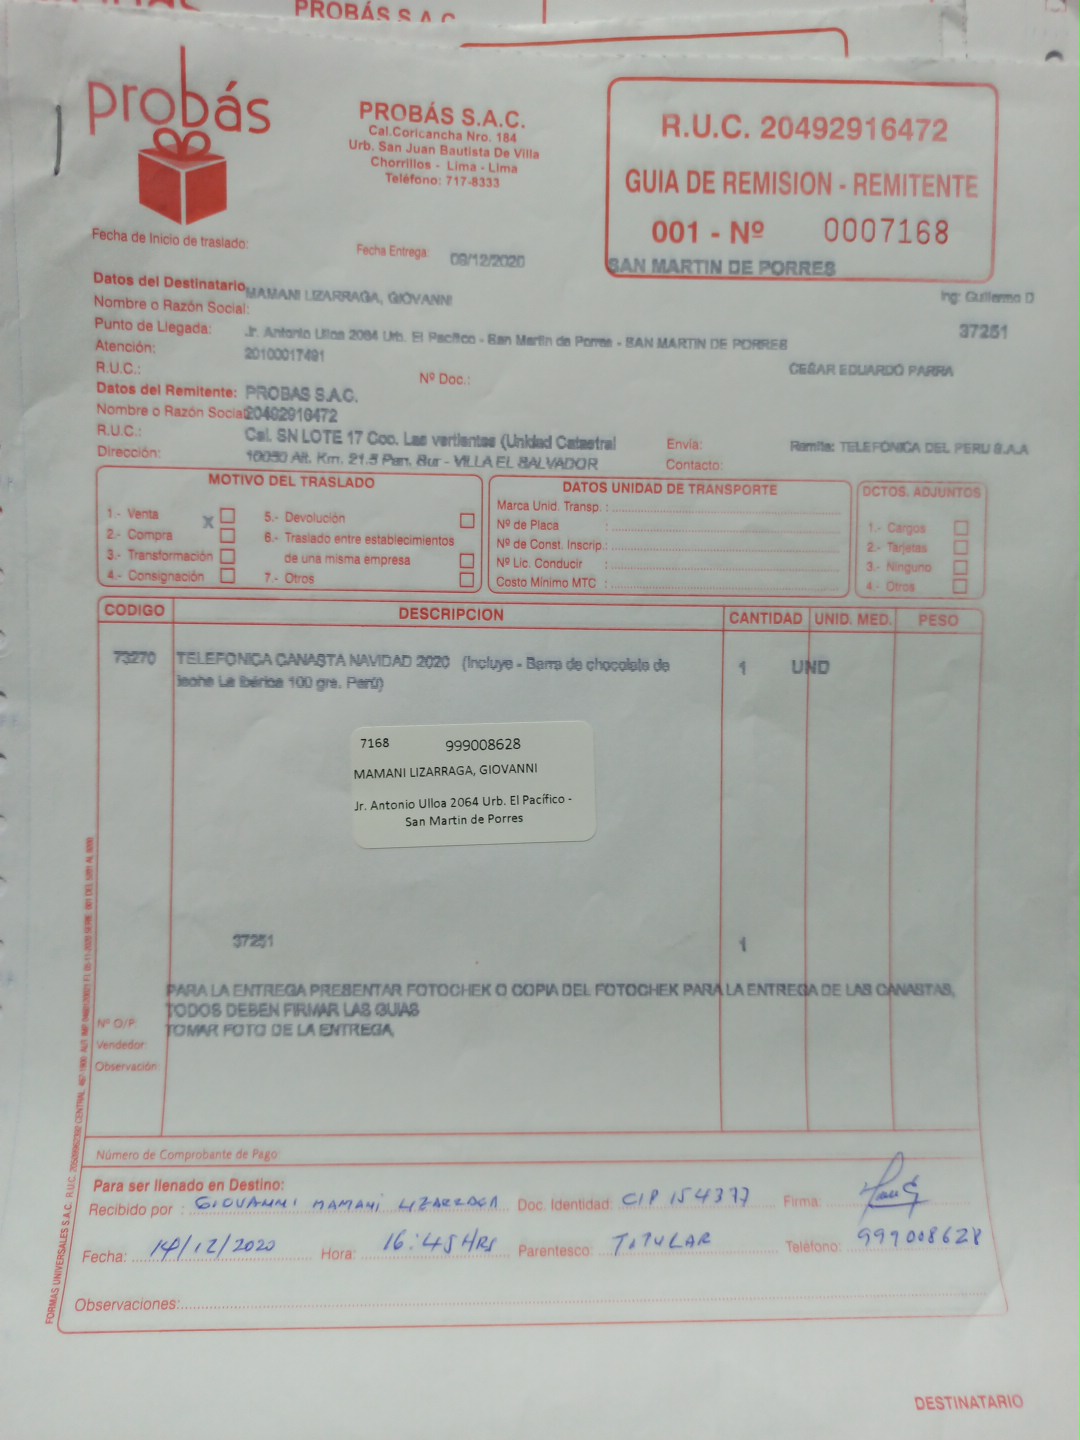 PROBÁS S.A.C.
probás
PROBÁS S.A.C.
Cal.Coricancha Nro. 184
Urb. San Juan Bautista De Villa
Chorrillos - Lima - Lima
Teléfono: 717-8333
R.U.C. 20492916472
GUIA DE REMISION - REMITENTE
001 - Nº 0007168
SAN MARTIN DE PORRES
Fecha de Inicio de traslado:
Fecha Entrega: 09/12/2020
Ing: Guillermo D
Datos del Destinatario
Nombre o Razón Social: MAMANI LIZARRAGA, GIOVANNI
37251
Punto de Llegada: Jr. Antonio Ulloa 2064 Urb. El Pacífico - San Martin de Porres - SAN MARTIN DE PORRES
Atención: 20100017491
CESAR EDUARDO PARRA
R.U.C.: Nº Doc.:
Datos del Remitente: PROBAS S.A.C.
Nombre o Razón Social 20492916472
R.U.C.: Cal. SN LOTE 17 Coo. Las vertientes (Unidad Catastral
Envía: Remite: TELEFONICA DEL PERU S.A.A
Dirección: 10050 Alt. Km. 21.5 Pan. Sur - VILLA EL SALVADOR
Contacto:
MOTIVO DEL TRASLADO
1 - Venta X
2.- Compra
3.- Transformación
4.- Consignación
5.- Devolución
6.- Traslado entre establecimientos
de una misma empresa
7.- Otros
DATOS UNIDAD DE TRANSPORTE
Marca Unid. Transp. :
Nº de Placa :
Nº de Const. Inscrip.:
Nº Lic. Conducir :
Costo Mínimo MTC :
DCTOS. ADJUNTOS
1.- Cargos
2.- Tarjetas
3.- Ninguno
4.- Otros
CODIGO DESCRIPCION CANTIDAD UNID. MED. PESO
73270 TELEFONICA CANASTA NAVIDAD 2020 (Incluye - Barra de chocolate de 1 UND
leche La Ibérica 100 grs. Perú)
7168 999008628
MAMANI LIZARRAGA, GIOVANNI
Jr. Antonio Ulloa 2064 Urb. El Pacífico -
San Martin de Porres
37251 1
PARA LA ENTREGA PRESENTAR FOTOCHEK O COPIA DEL FOTOCHEK PARA LA ENTREGA DE LAS CANASTAS,
TODOS DEBEN FIRMAR LAS GUIAS
TOMAR FOTO DE LA ENTREGA
Nº O/P:
Vendedor:
Observación:
Número de Comprobante de Pago
Para ser llenado en Destino:
Recibido por : GIOVANNI MAMANI LIZARRAGA Doc. Identidad: CIP 154377 Firma:
Fecha: 14/12/2020 Hora: 16:45 HRS Parentesco: TITULAR Teléfono: 999008628
Observaciones:
DESTINATARIO
FORMAS UNIVERSALES S.A.C.